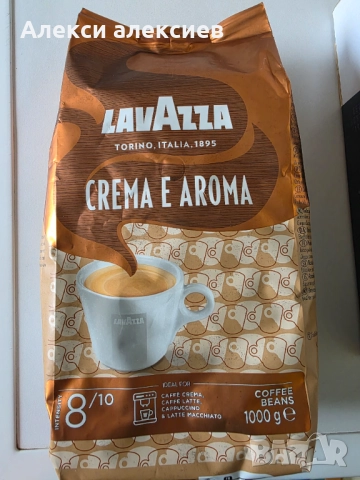 Алекси алексиев
LAVAZZA
TORINO, ITALIA, 1895
CREMA E AROMA
LAVAZZA
INTENSITY
8/10
IDEAL FOR
CAFFÈ CREMA,
CAFFÈ LATTE,
CAPPUCCINO
& LATTE MACCHIATO
COFFEE
BEANS
1000 g e
bazar